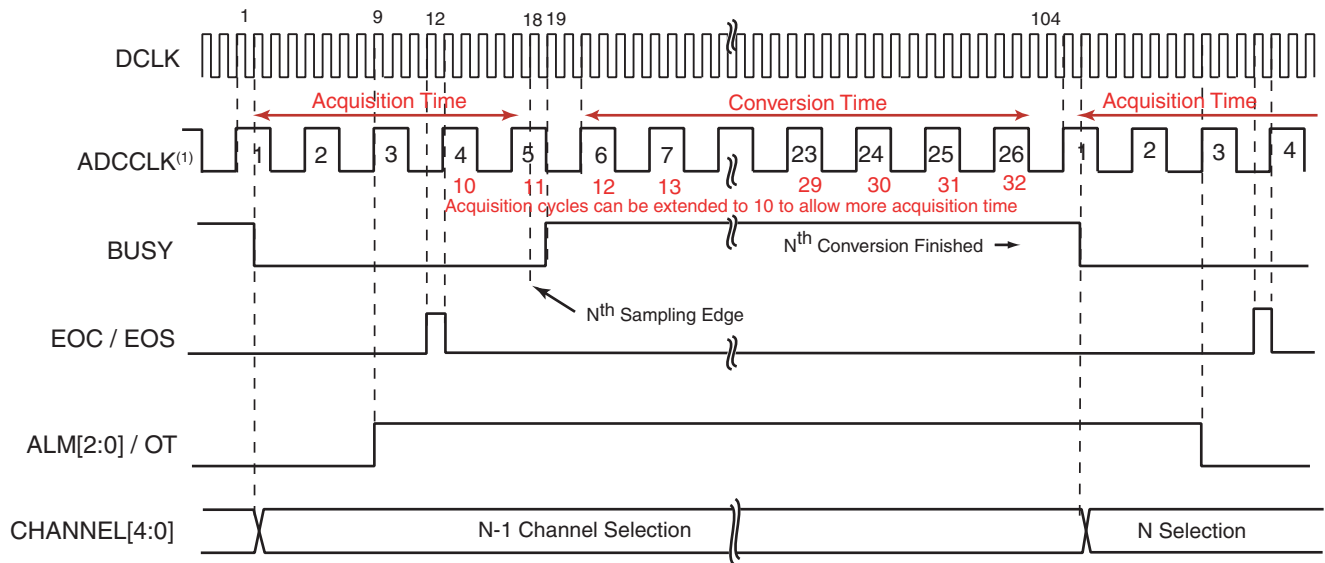 1 9 12 18 19 104
DCLK
Acquisition Time Conversion Time Acquisition Time
ADCCLK(1)
1 2 3 4 5 6 7 23 24 25 26 1 2 3 4
10 11 12 13 29 30 31 32
Acquisition cycles can be extended to 10 to allow more acquisition time
BUSY
Nth Conversion Finished
Nth Sampling Edge
EOC / EOS
ALM[2:0] / OT
CHANNEL[4:0]
N-1 Channel Selection N Selection